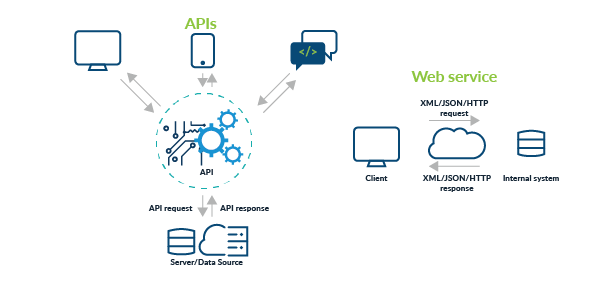 APIs
</>
API
API request
API response
Server/Data Source
Web service
XML/JSON/HTTP
request
Client
XML/JSON/HTTP
response
Internal system